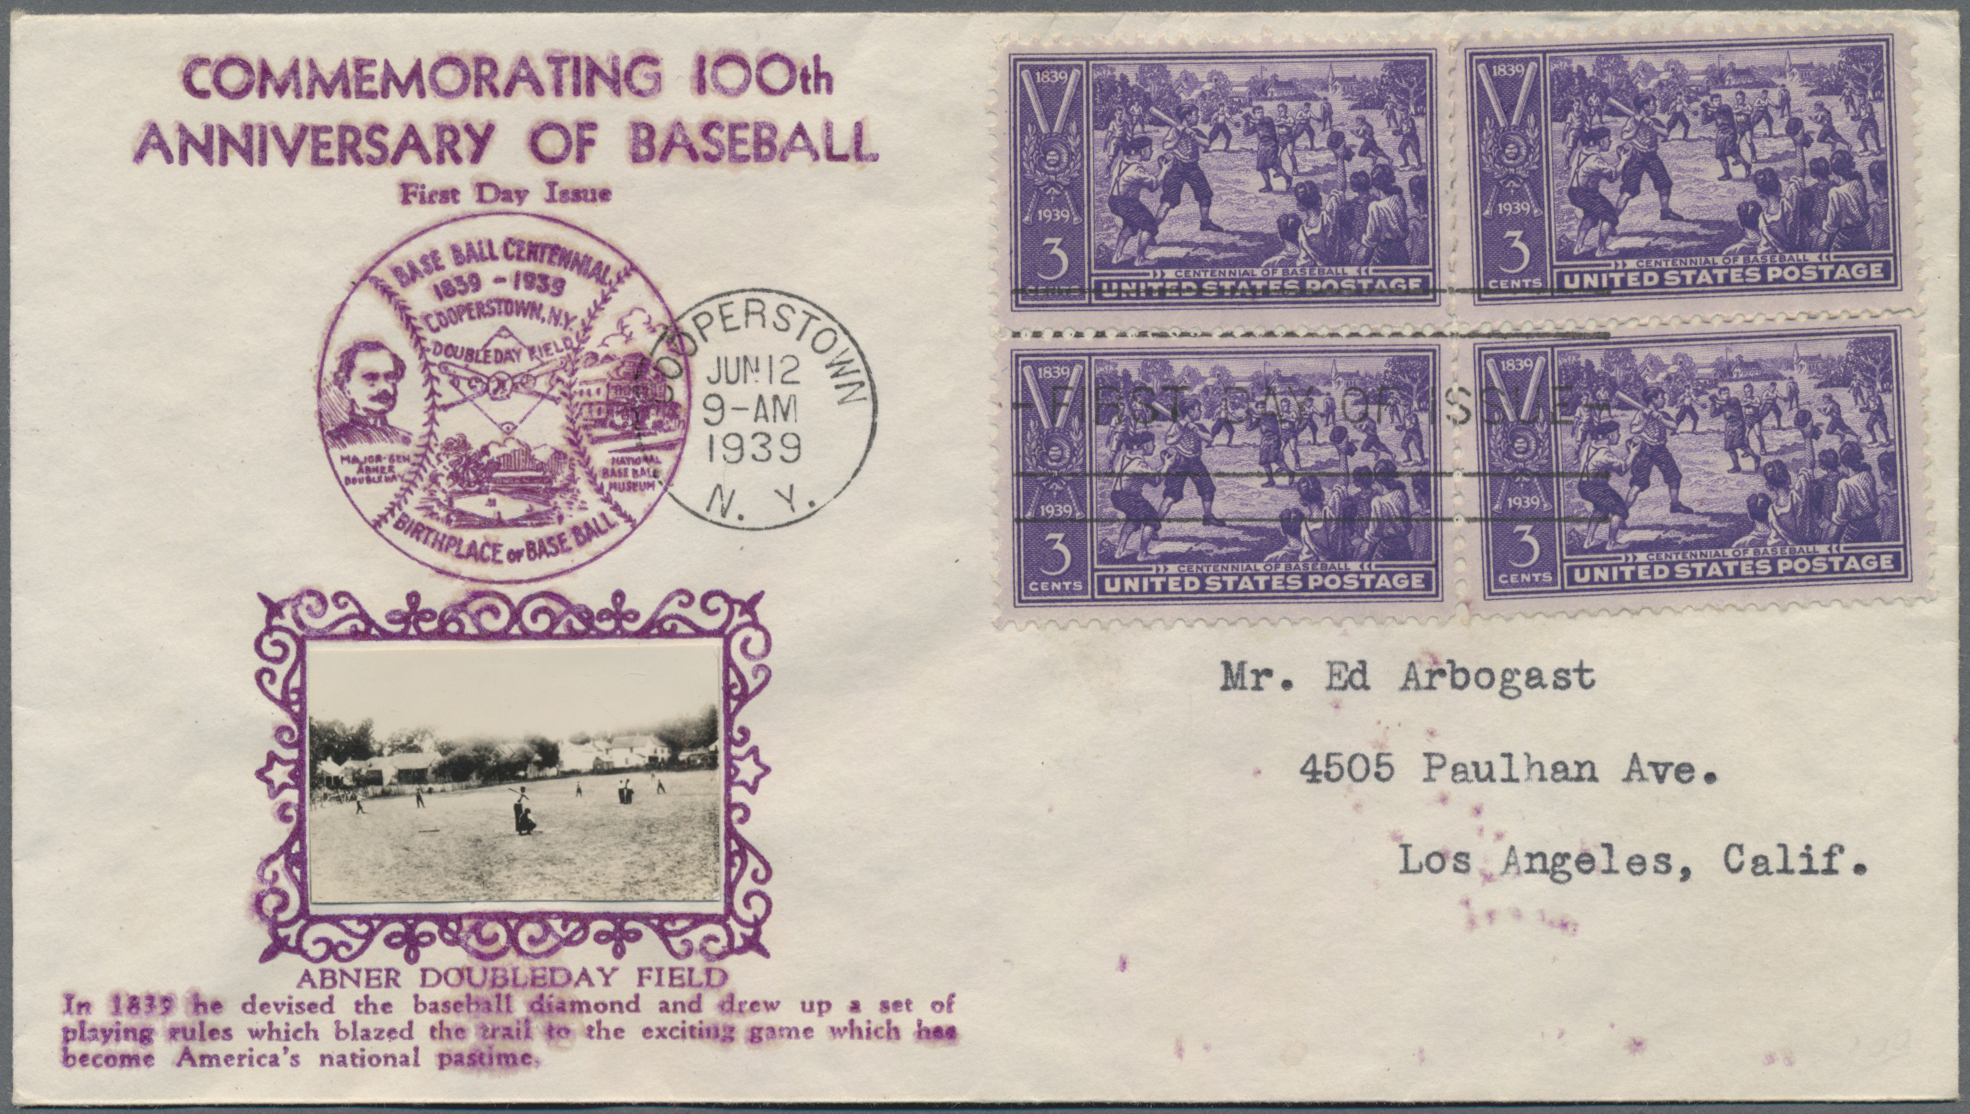 COMMEMORATING 100th
ANNIVERSARY OF BASEBALL
First Day Issue
BASE BALL CENTENNIAL
1839 - 1939
COOPERSTOWN, N.Y.
DOUBLEDAY FIELD
MAJOR-GEN
ABNER
DOUBLEDAY
NATIONAL
BASE BALL
MUSEUM
BIRTHPLACE OF BASE BALL
COOPERSTOWN
JUN 12
9-AM
1939
N. Y.
1839
1939
3
CENTS
CENTENNIAL OF BASEBALL
UNITED STATES POSTAGE
1839
1939
3
CENTS
CENTENNIAL OF BASEBALL
UNITED STATES POSTAGE
1839
1939
3
CENTS
CENTENNIAL OF BASEBALL
UNITED STATES POSTAGE
1839
1939
3
CENTS
CENTENNIAL OF BASEBALL
UNITED STATES POSTAGE
- FIRST DAY OF ISSUE -
Mr. Ed Arbogast
4505 Paulhan Ave.
Los Angeles, Calif.
ABNER DOUBLEDAY FIELD
In 1839 he devised the baseball diamond and drew up a set of
playing rules which blazed the trail to the exciting game which has
become America's national pastime.